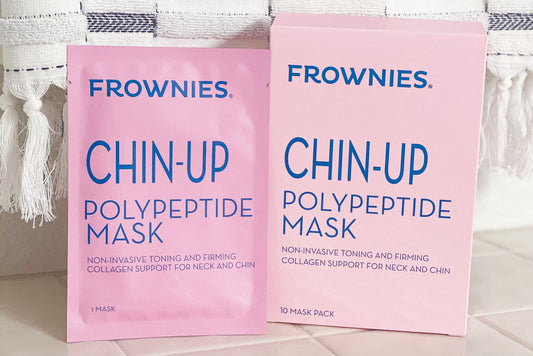 FROWNIES®
CHIN-UP
POLYPEPTIDE
MASK
NON-INVASIVE TONING AND FIRMING
COLLAGEN SUPPORT FOR NECK AND CHIN
1 MASK
FROWNIES®
CHIN-UP
POLYPEPTIDE
MASK
NON-INVASIVE TONING AND FIRMING
COLLAGEN SUPPORT FOR NECK AND CHIN
10 MASK PACK